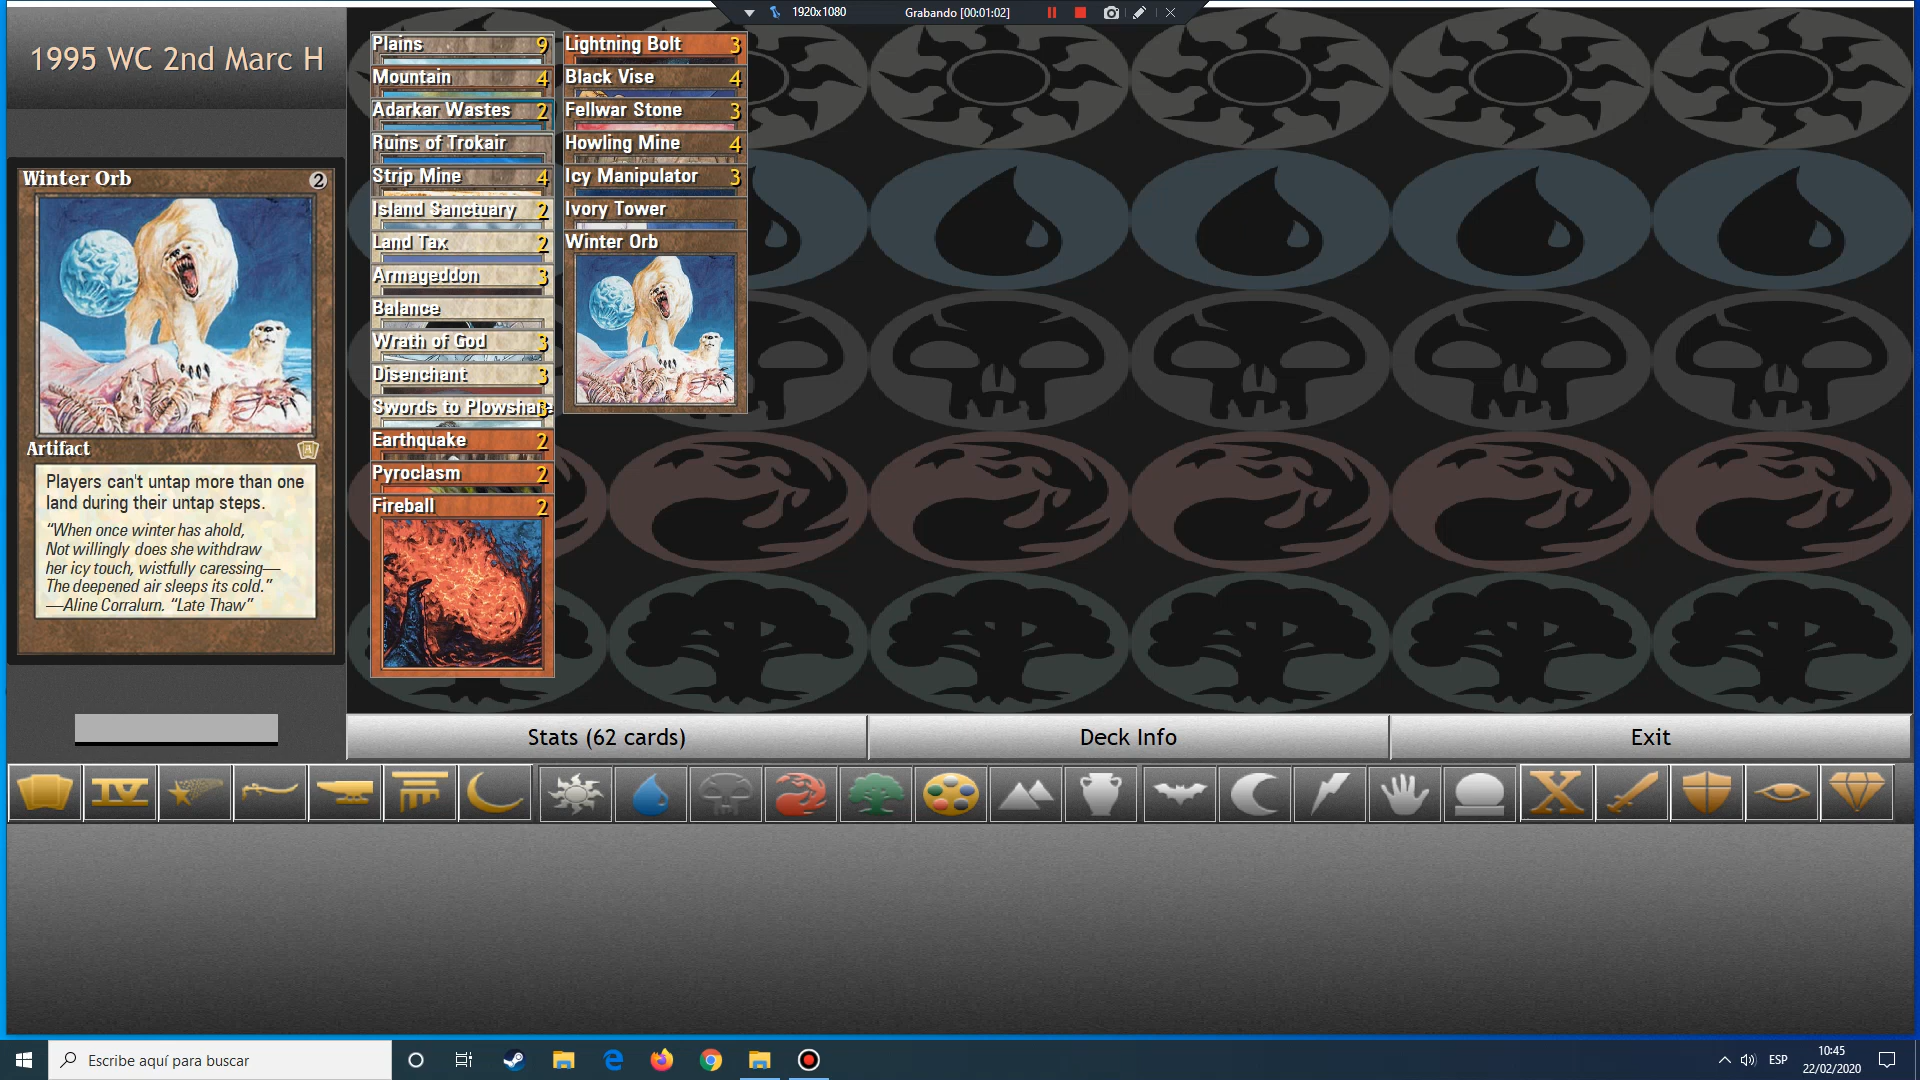 1920x1080
Grabando [00:01:02]
1995 WC 2nd Marc H
Winter Orb
2
Artifact
Players can't untap more than one
land during their untap steps.
"When once winter has ahold,
Not willingly does she withdraw
her icy touch, wistfully caressing—
The deepened air sleeps its cold."
—Aline Corralurn. "Late Thaw"
Plains 9
Mountain 4
Adarkar Wastes 2
Ruins of Trokair
Strip Mine 4
Island Sanctuary 2
Land Tax 2
Armageddon 3
Balance
Wrath of God 3
Disenchant 3
Swords to Plowshare 3
Earthquake 2
Pyroclasm 2
Fireball 2
Lightning Bolt 3
Black Vise 4
Fellwar Stone 3
Howling Mine 4
Icy Manipulator 3
Ivory Tower
Winter Orb
Stats (62 cards)
Deck Info
Exit
IV
X
Escribe aquí para buscar
ESP
10:45
22/02/2020